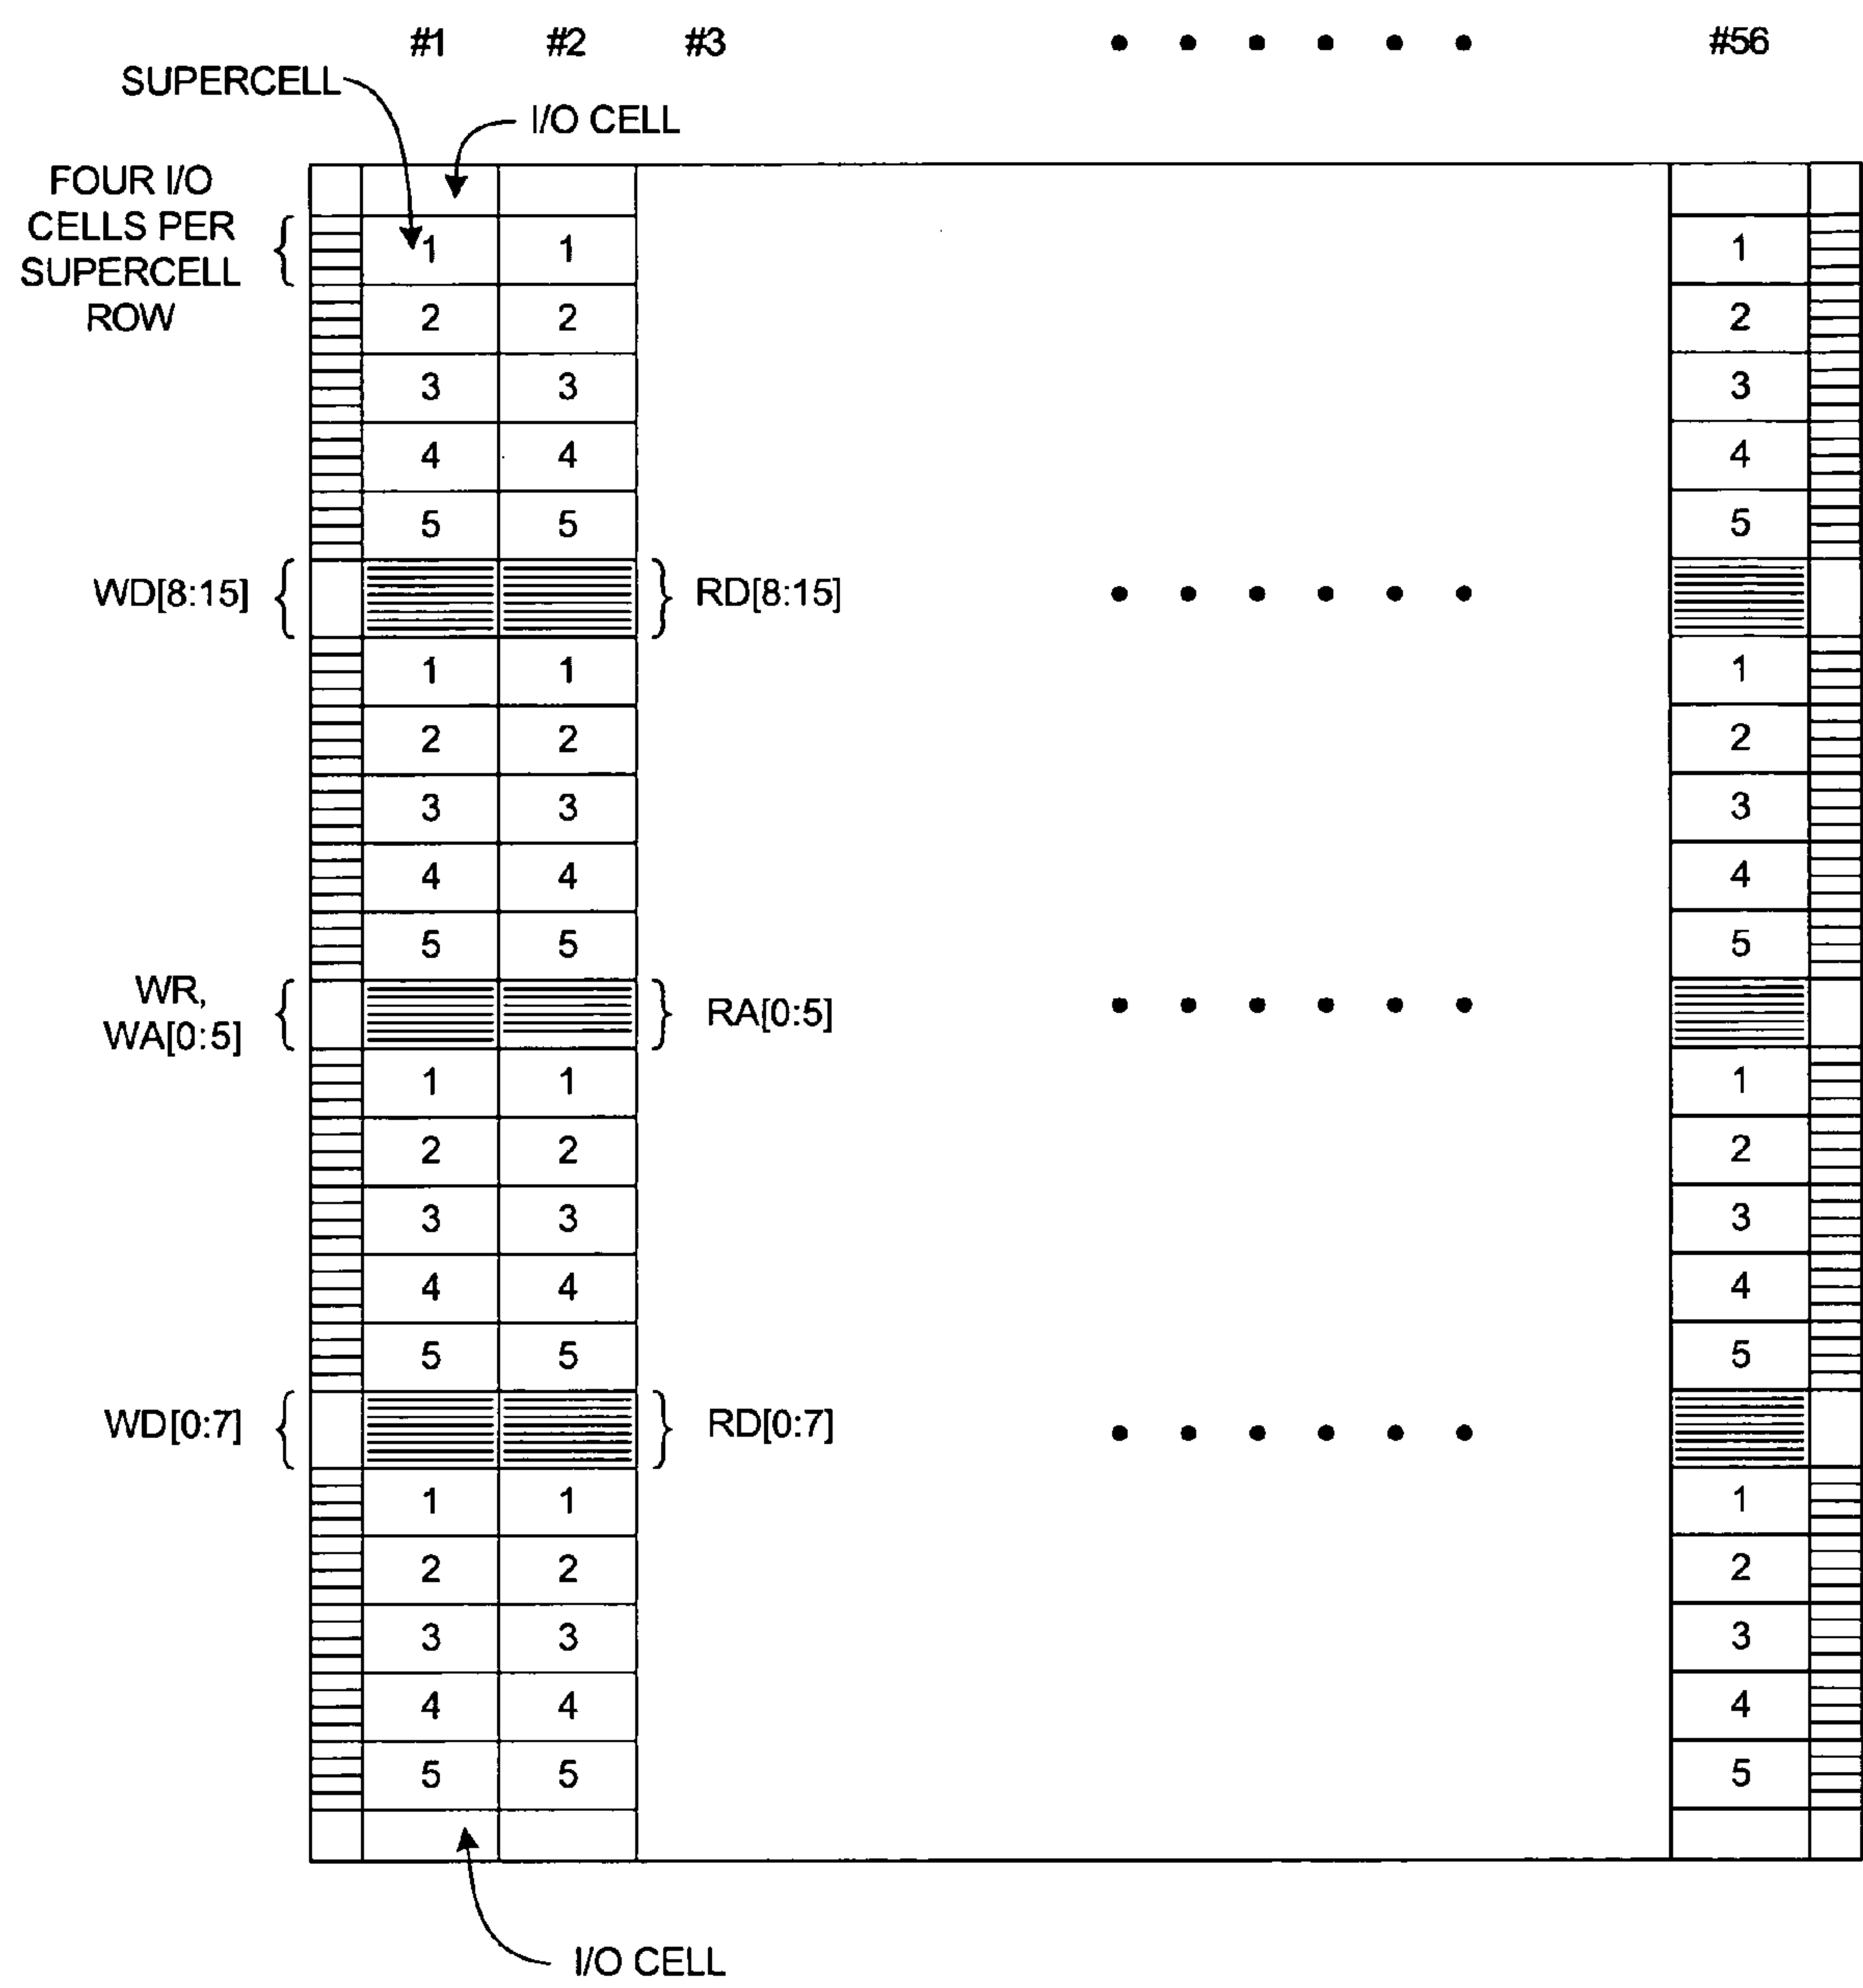 #1 #2 #3 #56
SUPERCELL
I/O CELL
FOUR I/O
CELLS PER
SUPERCELL
ROW
1 1 1
2 2 2
3 3 3
4 4 4
5 5 5
WD[8:15] RD[8:15]
1 1 1
2 2 2
3 3 3
4 4 4
5 5 5
WR,
WA[0:5] RA[0:5]
1 1 1
2 2 2
3 3 3
4 4 4
5 5 5
WD[0:7] RD[0:7]
1 1 1
2 2 2
3 3 3
4 4 4
5 5 5
I/O CELL